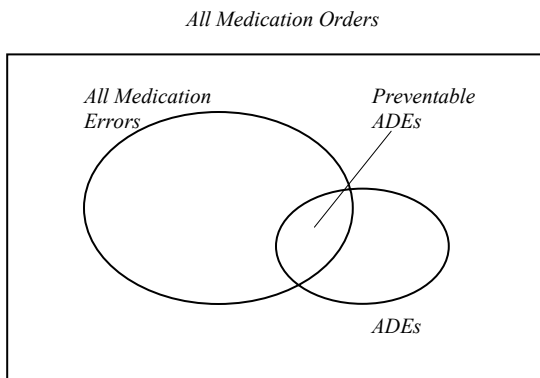 All Medication Orders
All Medication
Errors
Preventable
ADEs
ADEs